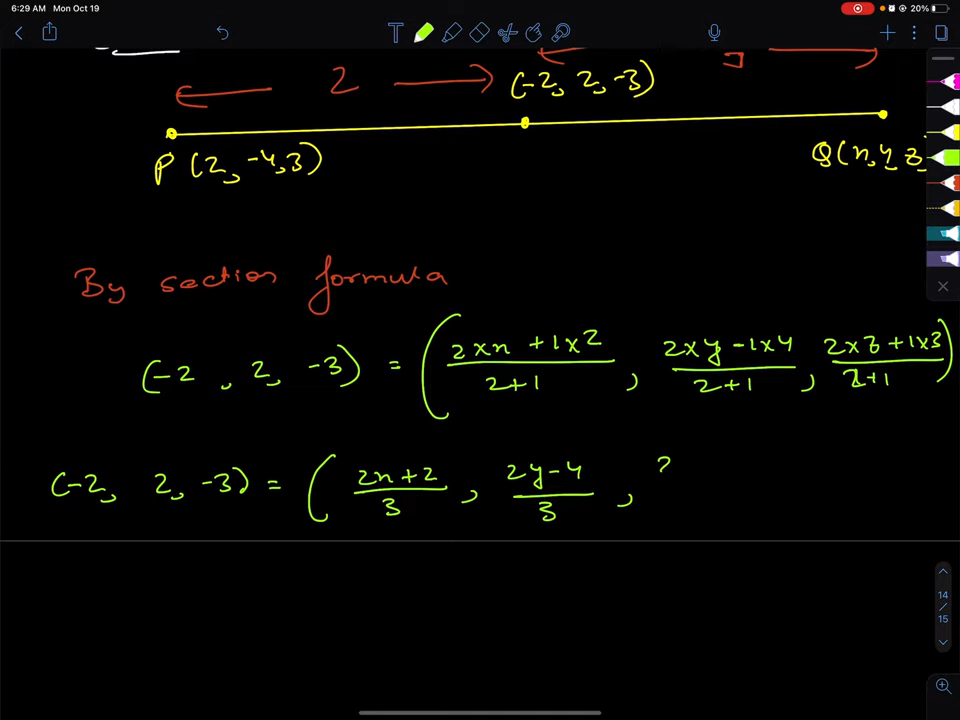 6:29 AM Mon Oct 19
20%
2
(-2, 2, -3)
P (2, -4, 3)
Q(x, y, z
By section formula
(-2 , 2, -3) = ( 2×x +1×2 / 2+1 , 2×y -1×4 / 2+1 , 2×z +1×3 / 2+1 )
(-2, 2, -3) = ( 2x+2 / 3 , 2y-4 / 3 ,
14
/
15